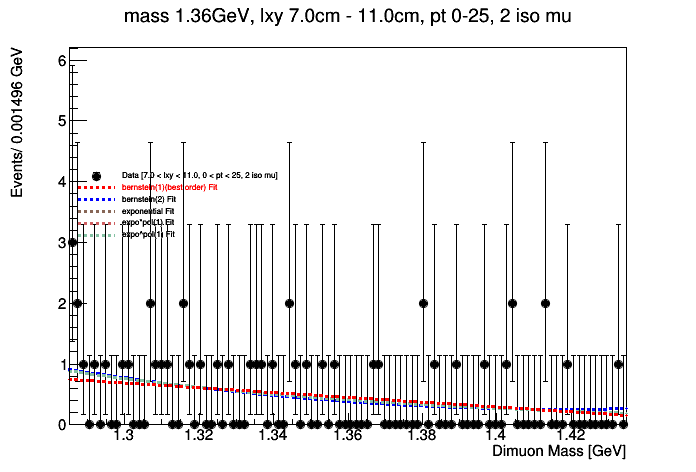 mass 1.36GeV, lxy 7.0cm - 11.0cm, pt 0-25, 2 iso mu
Events/ 0.001496 GeV
6
5
4
3
2
1
0
Data [7.0 < lxy < 11.0, 0 < pt < 25, 2 iso mu]
bernstein(1)(best order) Fit
bernstein(2) Fit
exponential Fit
expo*pol(1) Fit
expo^pol(1) Fit
1.3 1.32 1.34 1.36 1.38 1.4 1.42
Dimuon Mass [GeV]